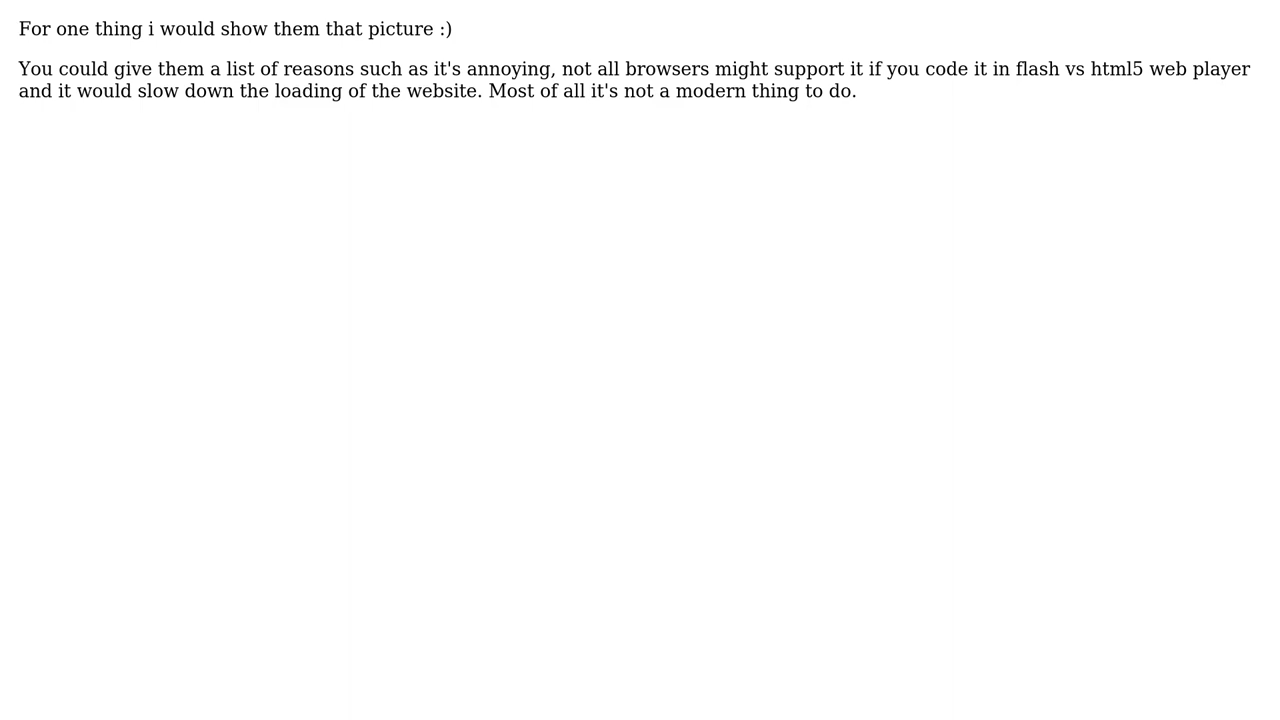 For one thing i would show them that picture :)
You could give them a list of reasons such as it's annoying, not all browsers might support it if you code it in flash vs html5 web player
and it would slow down the loading of the website. Most of all it's not a modern thing to do.